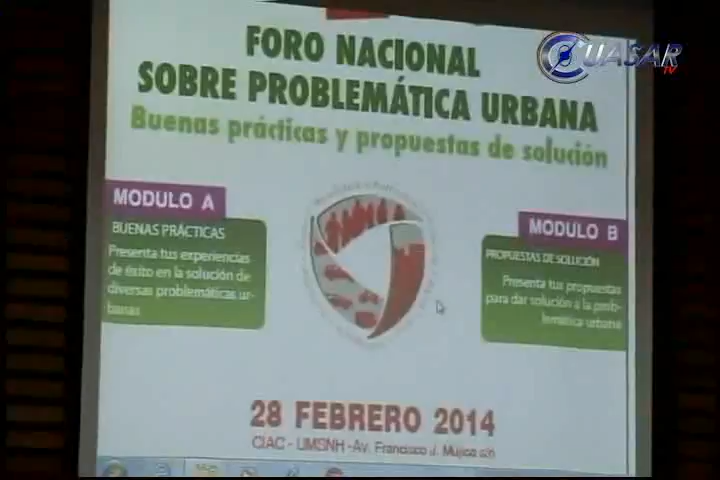 CUASAR TV
FORO NACIONAL
SOBRE PROBLEMÁTICA URBANA
Buenas prácticas y propuestas de solución
MODULO A
BUENAS PRÁCTICAS
Presenta tus experiencias
de éxito en la solución de
diversas problemáticas ur-
banas
MODULO B
PROPUESTAS DE SOLUCIÓN
Presenta tus propuestas
para dar solución a la prob-
lemática urbana
28 FEBRERO 2014
CIAC - UMSNH -Av. Francisco J. Mujica s/n